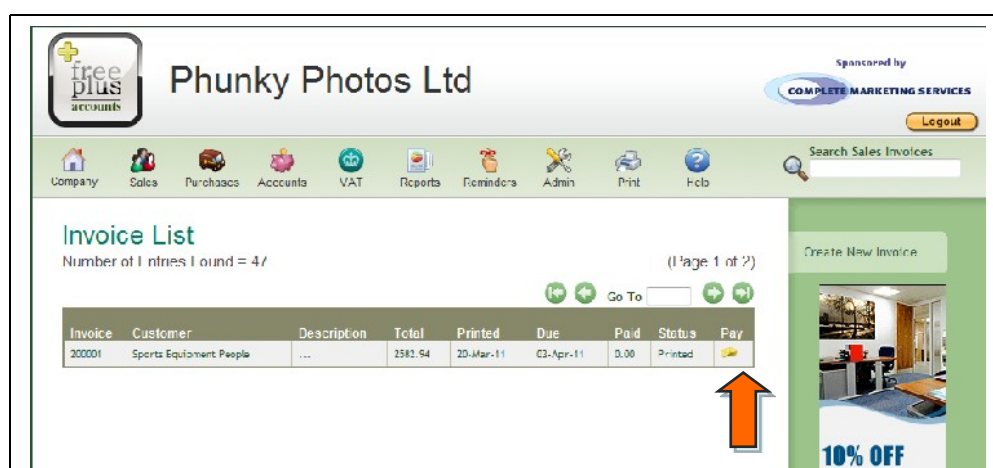 free
plus
accounts
Phunky Photos Ltd
Sponsored by
COMPLETE MARKETING SERVICES
Logout
Company Sales Purchases Accounts VAT Reports Reminders Admin Print Help
Search Sales Invoices
Invoice List
Number of Entries Found = 47
(Page 1 of 2)
Create New Invoice
Go To
Invoice Customer Description Total Printed Due Paid Status Pay
200001 Sports Equipment People ... 2582.94 20-Mar-11 03-Apr-11 0.00 Printed
10% OFF